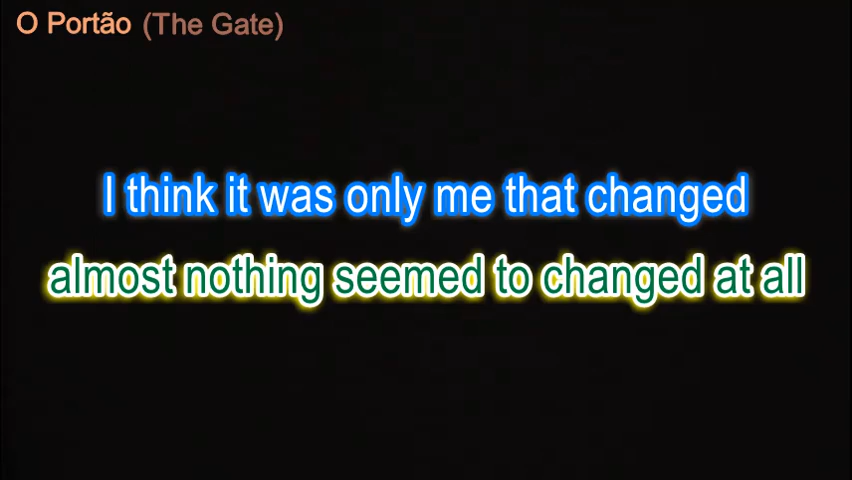 O Portão (The Gate)
I think it was only me that changed
almost nothing seemed to changed at all